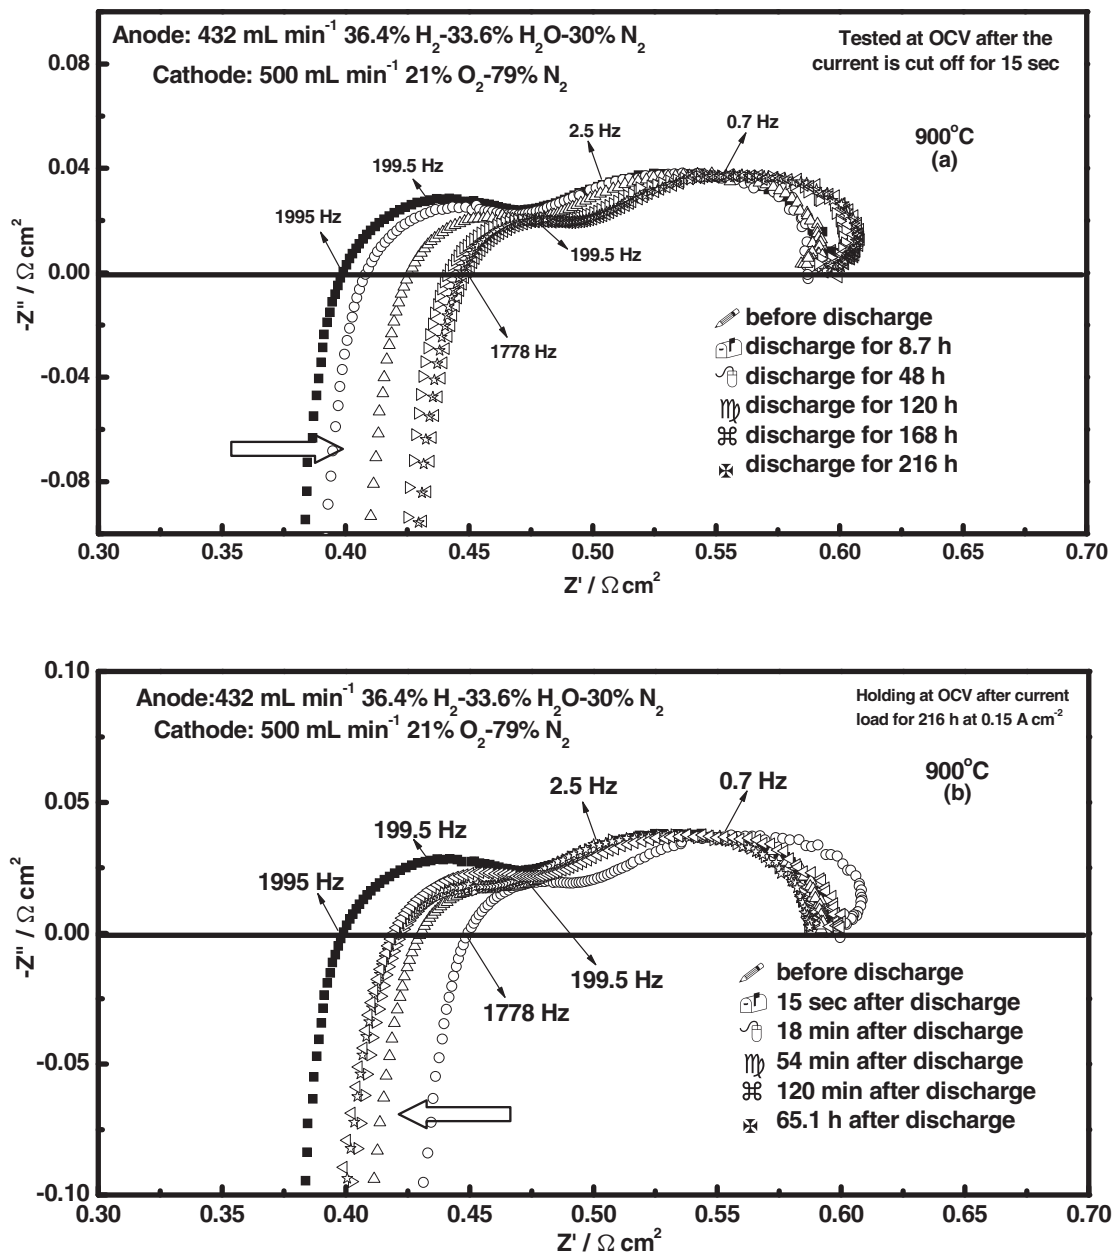 Anode: 432 mL min⁻¹ 36.4% H₂-33.6% H₂O-30% N₂
Cathode: 500 mL min⁻¹ 21% O₂-79% N₂
Tested at OCV after the
current is cut off for 15 sec
900°C
(a)
0.08
0.04
0.00
-0.04
-0.08
-Z'' / Ω cm²
1995 Hz
199.5 Hz
2.5 Hz
0.7 Hz
199.5 Hz
1778 Hz
before discharge
discharge for 8.7 h
discharge for 48 h
discharge for 120 h
discharge for 168 h
discharge for 216 h
0.30 0.35 0.40 0.45 0.50 0.55 0.60 0.65 0.70
Z' / Ω cm²
Anode:432 mL min⁻¹ 36.4% H₂-33.6% H₂O-30% N₂
Cathode: 500 mL min⁻¹ 21% O₂-79% N₂
Holding at OCV after current
load for 216 h at 0.15 A cm⁻²
900°C
(b)
0.10
0.05
0.00
-0.05
-0.10
-Z'' / Ω cm²
1995 Hz
199.5 Hz
2.5 Hz
0.7 Hz
199.5 Hz
1778 Hz
before discharge
15 sec after discharge
18 min after discharge
54 min after discharge
120 min after discharge
65.1 h after discharge
0.30 0.35 0.40 0.45 0.50 0.55 0.60 0.65 0.70
Z' / Ω cm²